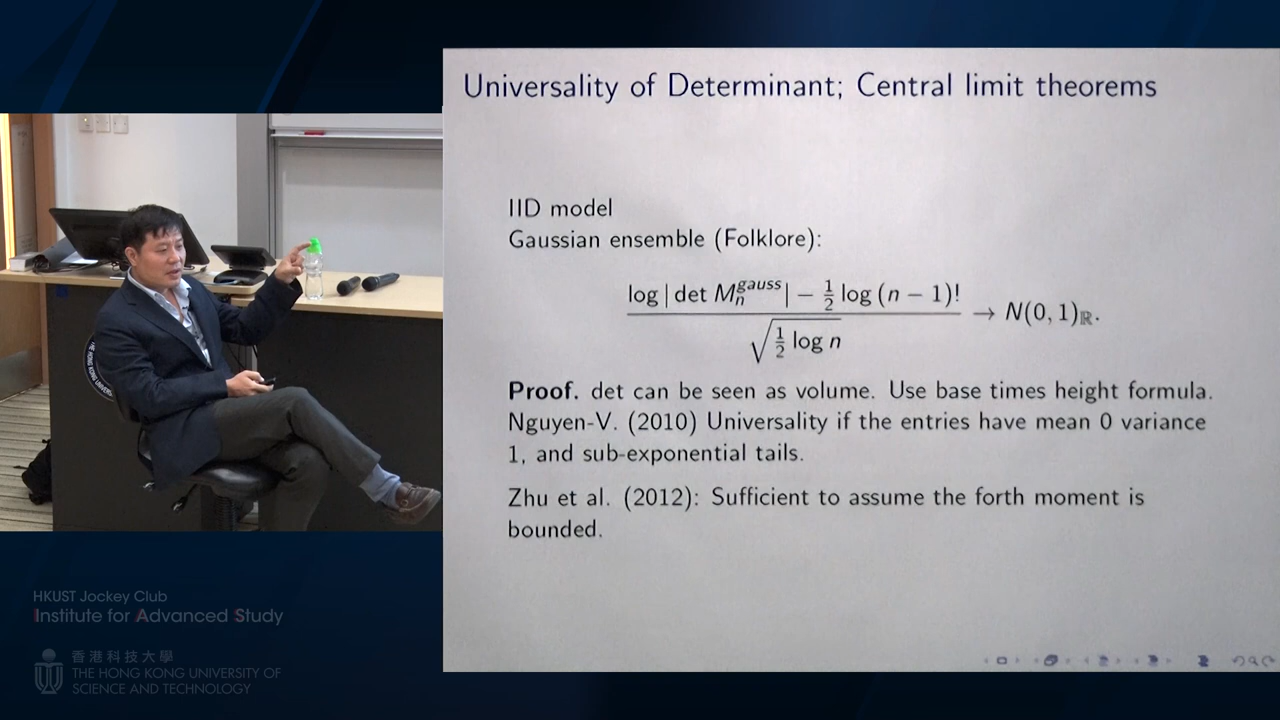 Universality of Determinant; Central limit theorems
IID model
Gaussian ensemble (Folklore):
log | det M_n^{gauss} | − 1/2 log (n − 1)!
√(1/2 log n)
→ N(0, 1)_ℝ.
Proof. det can be seen as volume. Use base times height formula.
Nguyen-V. (2010) Universality if the entries have mean 0 variance
1, and sub-exponential tails.
Zhu et al. (2012): Sufficient to assume the forth moment is
bounded.
HKUST Jockey Club
Institute for Advanced Study
香港科技大學
THE HONG KONG UNIVERSITY OF
SCIENCE AND TECHNOLOGY